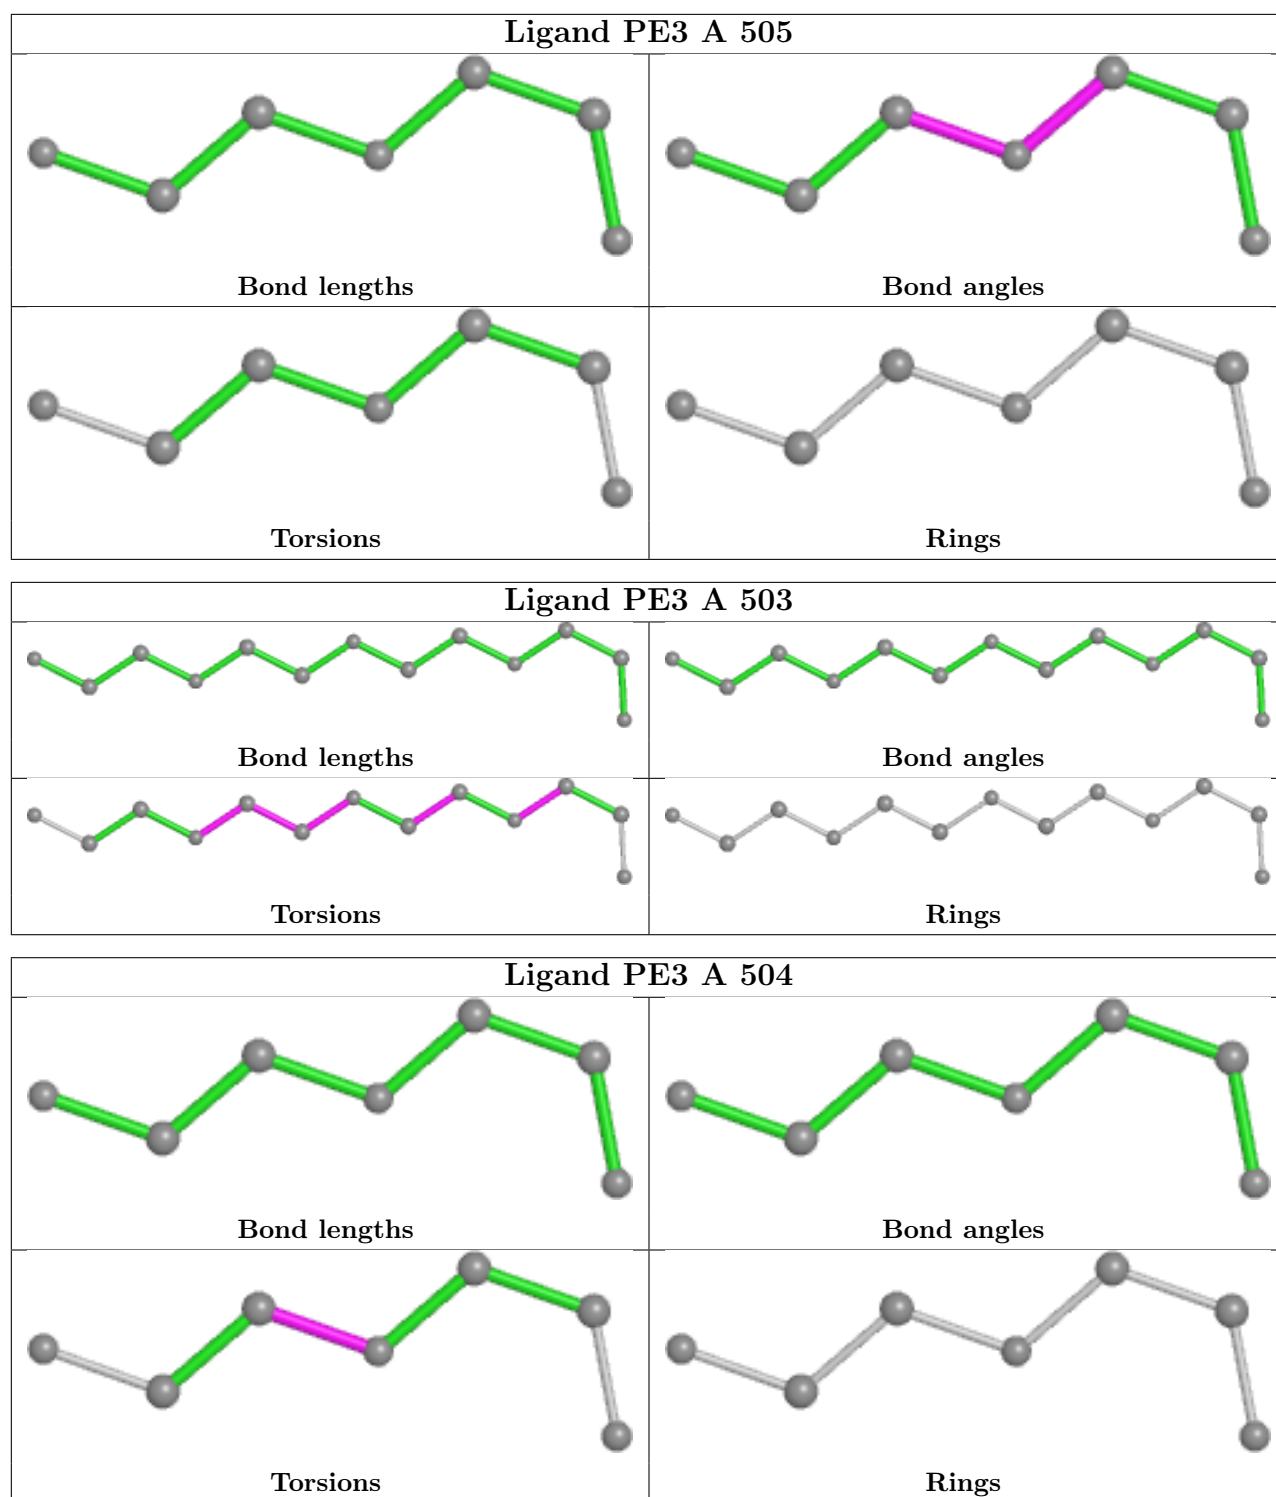 Ligand PE3 A 505
Bond lengths
Bond angles
Torsions
Rings
Ligand PE3 A 503
Bond lengths
Bond angles
Torsions
Rings
Ligand PE3 A 504
Bond lengths
Bond angles
Torsions
Rings